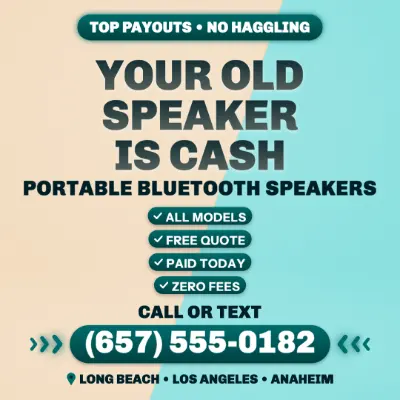 TOP PAYOUTS • NO HAGGLING
YOUR OLD
SPEAKER
IS CASH
PORTABLE BLUETOOTH SPEAKERS
✓ ALL MODELS
✓ FREE QUOTE
✓ PAID TODAY
✓ ZERO FEES
CALL OR TEXT
(657) 555-0182
LONG BEACH • LOS ANGELES • ANAHEIM